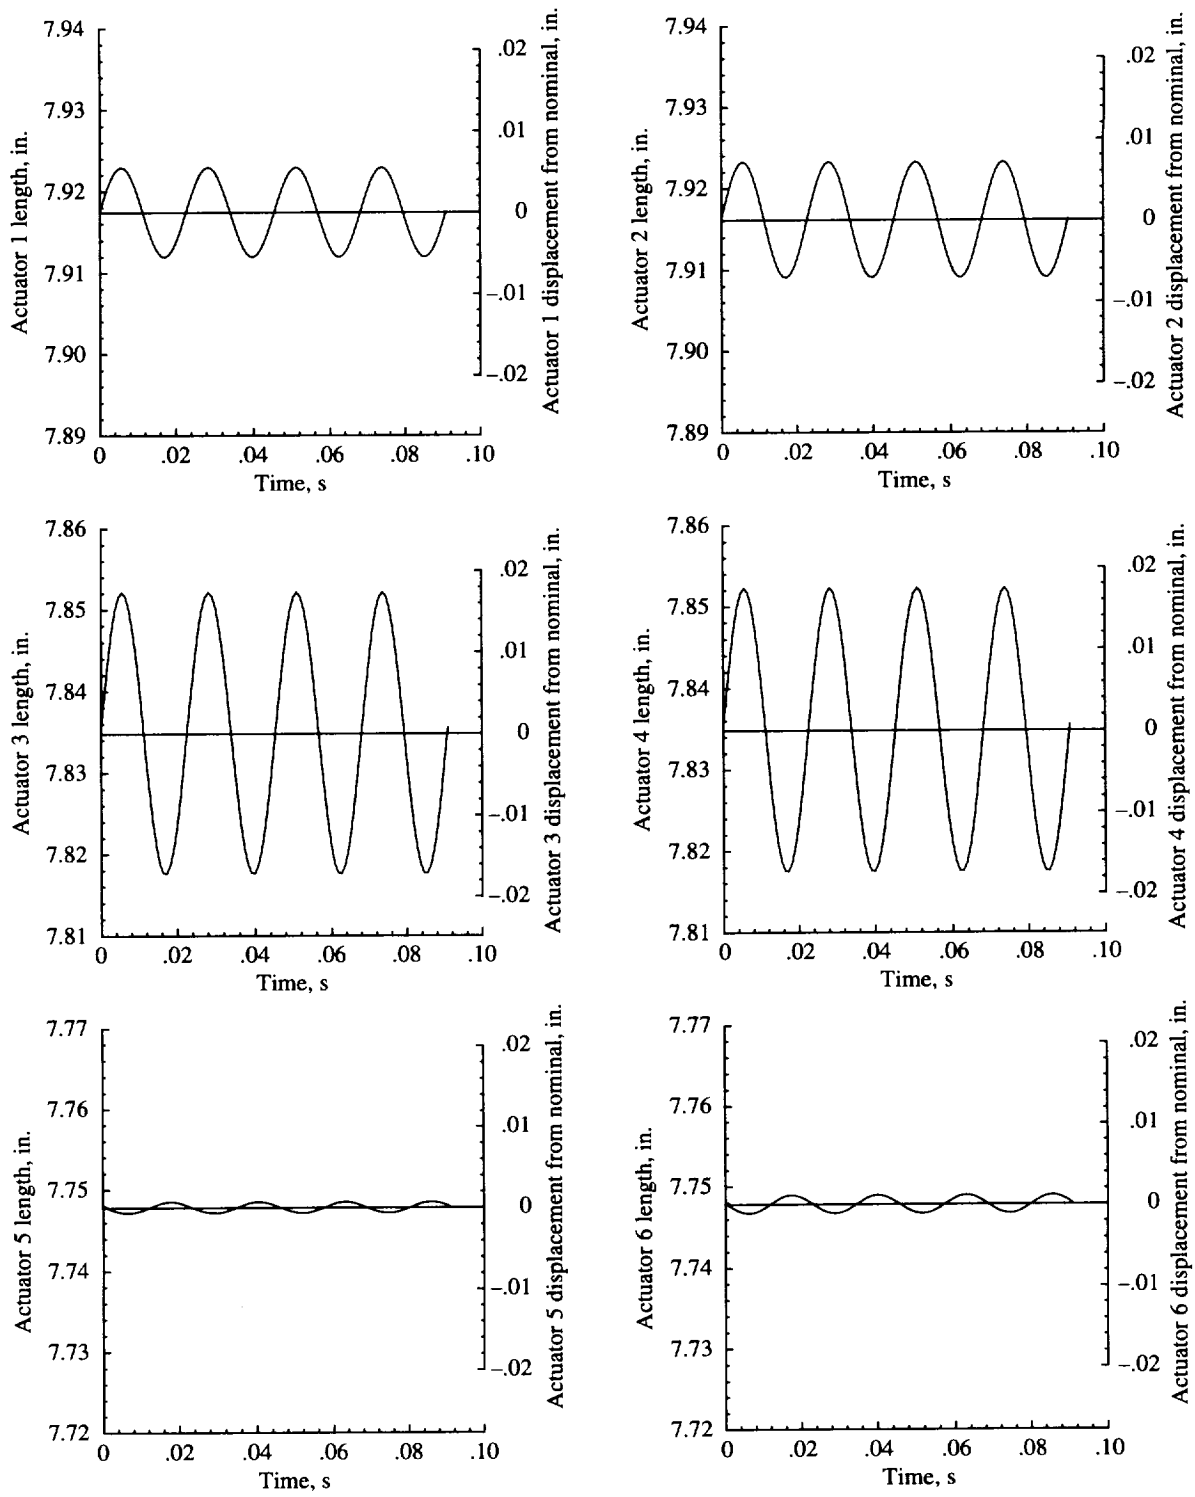 7.94
7.93
7.92
7.91
7.90
7.89
Actuator 1 length, in.
.02
.01
0
–.01
–.02
Actuator 1 displacement from nominal, in.
0 .02 .04 .06 .08 .10
Time, s
7.94
7.93
7.92
7.91
7.90
7.89
Actuator 2 length, in.
.02
.01
0
–.01
–.02
Actuator 2 displacement from nominal, in.
0 .02 .04 .06 .08 .10
Time, s
7.86
7.85
7.84
7.83
7.82
7.81
Actuator 3 length, in.
.02
.01
0
–.01
–.02
Actuator 3 displacement from nominal, in.
0 .02 .04 .06 .08 .10
Time, s
7.86
7.85
7.84
7.83
7.82
7.81
Actuator 4 length, in.
.02
.01
0
–.01
–.02
Actuator 4 displacement from nominal, in.
0 .02 .04 .06 .08 .10
Time, s
7.77
7.76
7.75
7.74
7.73
7.72
Actuator 5 length, in.
.02
.01
0
–.01
–.02
Actuator 5 displacement from nominal, in.
0 .02 .04 .06 .08 .10
Time, s
7.77
7.76
7.75
7.74
7.73
7.72
Actuator 6 length, in.
.02
.01
0
–.01
–.02
Actuator 6 displacement from nominal, in.
0 .02 .04 .06 .08 .10
Time, s